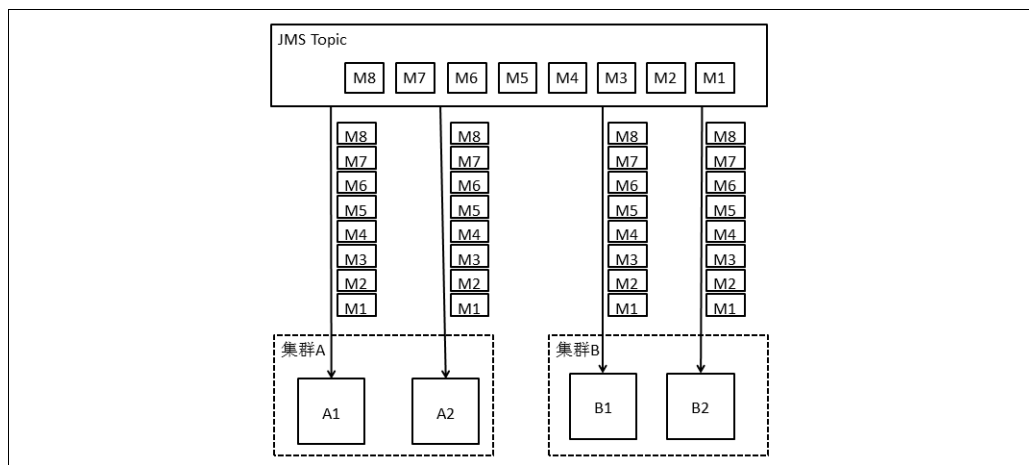 JMS Topic
M8 M7 M6 M5 M4 M3 M2 M1
M8 M8 M8 M8
M7 M7 M7 M7
M6 M6 M6 M6
M5 M5 M5 M5
M4 M4 M4 M4
M3 M3 M3 M3
M2 M2 M2 M2
M1 M1 M1 M1
集群A 集群B
A1 A2 B1 B2